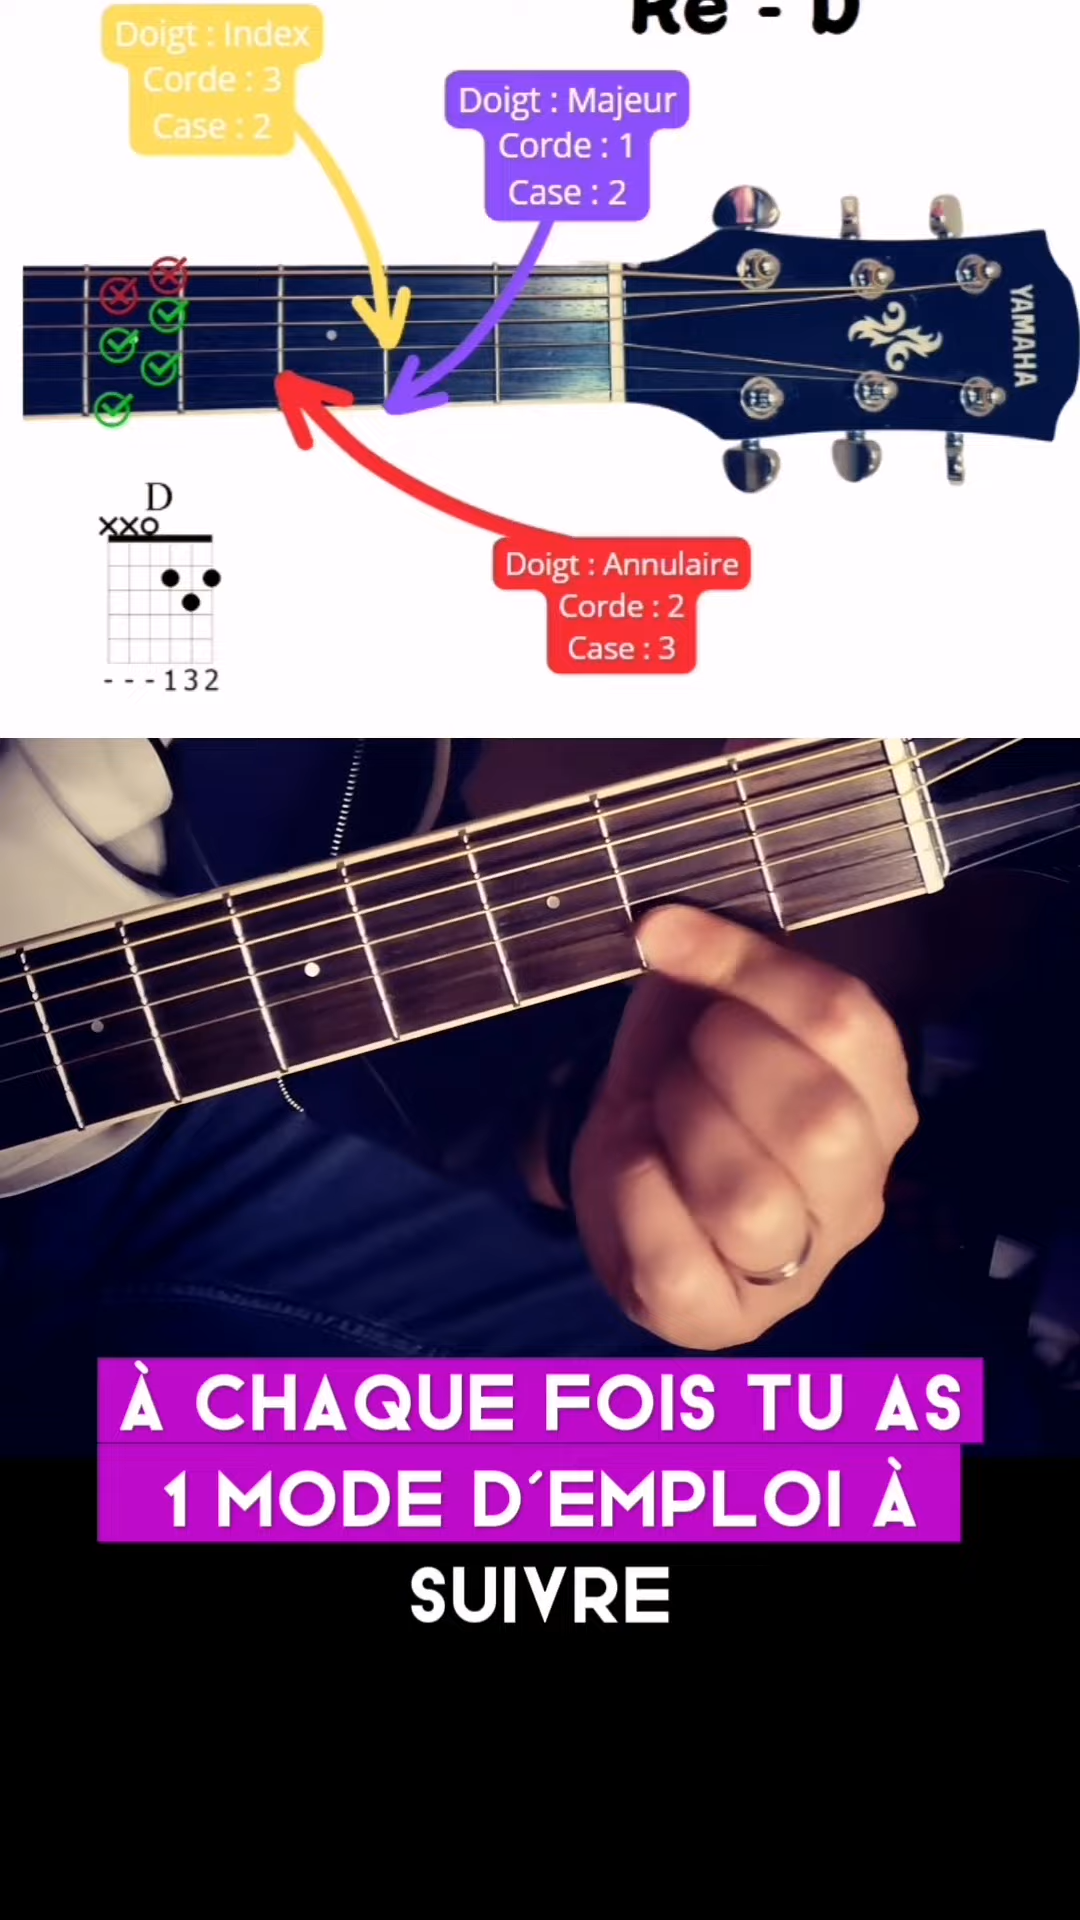 Ré - D
Doigt : Index
Corde : 3
Case : 2
Doigt : Majeur
Corde : 1
Case : 2
YAMAHA
D
XXO
Doigt : Annulaire
Corde : 2
Case : 3
- - - 1 3 2
À CHAQUE FOIS TU AS
1 MODE D'EMPLOI À
SUIVRE